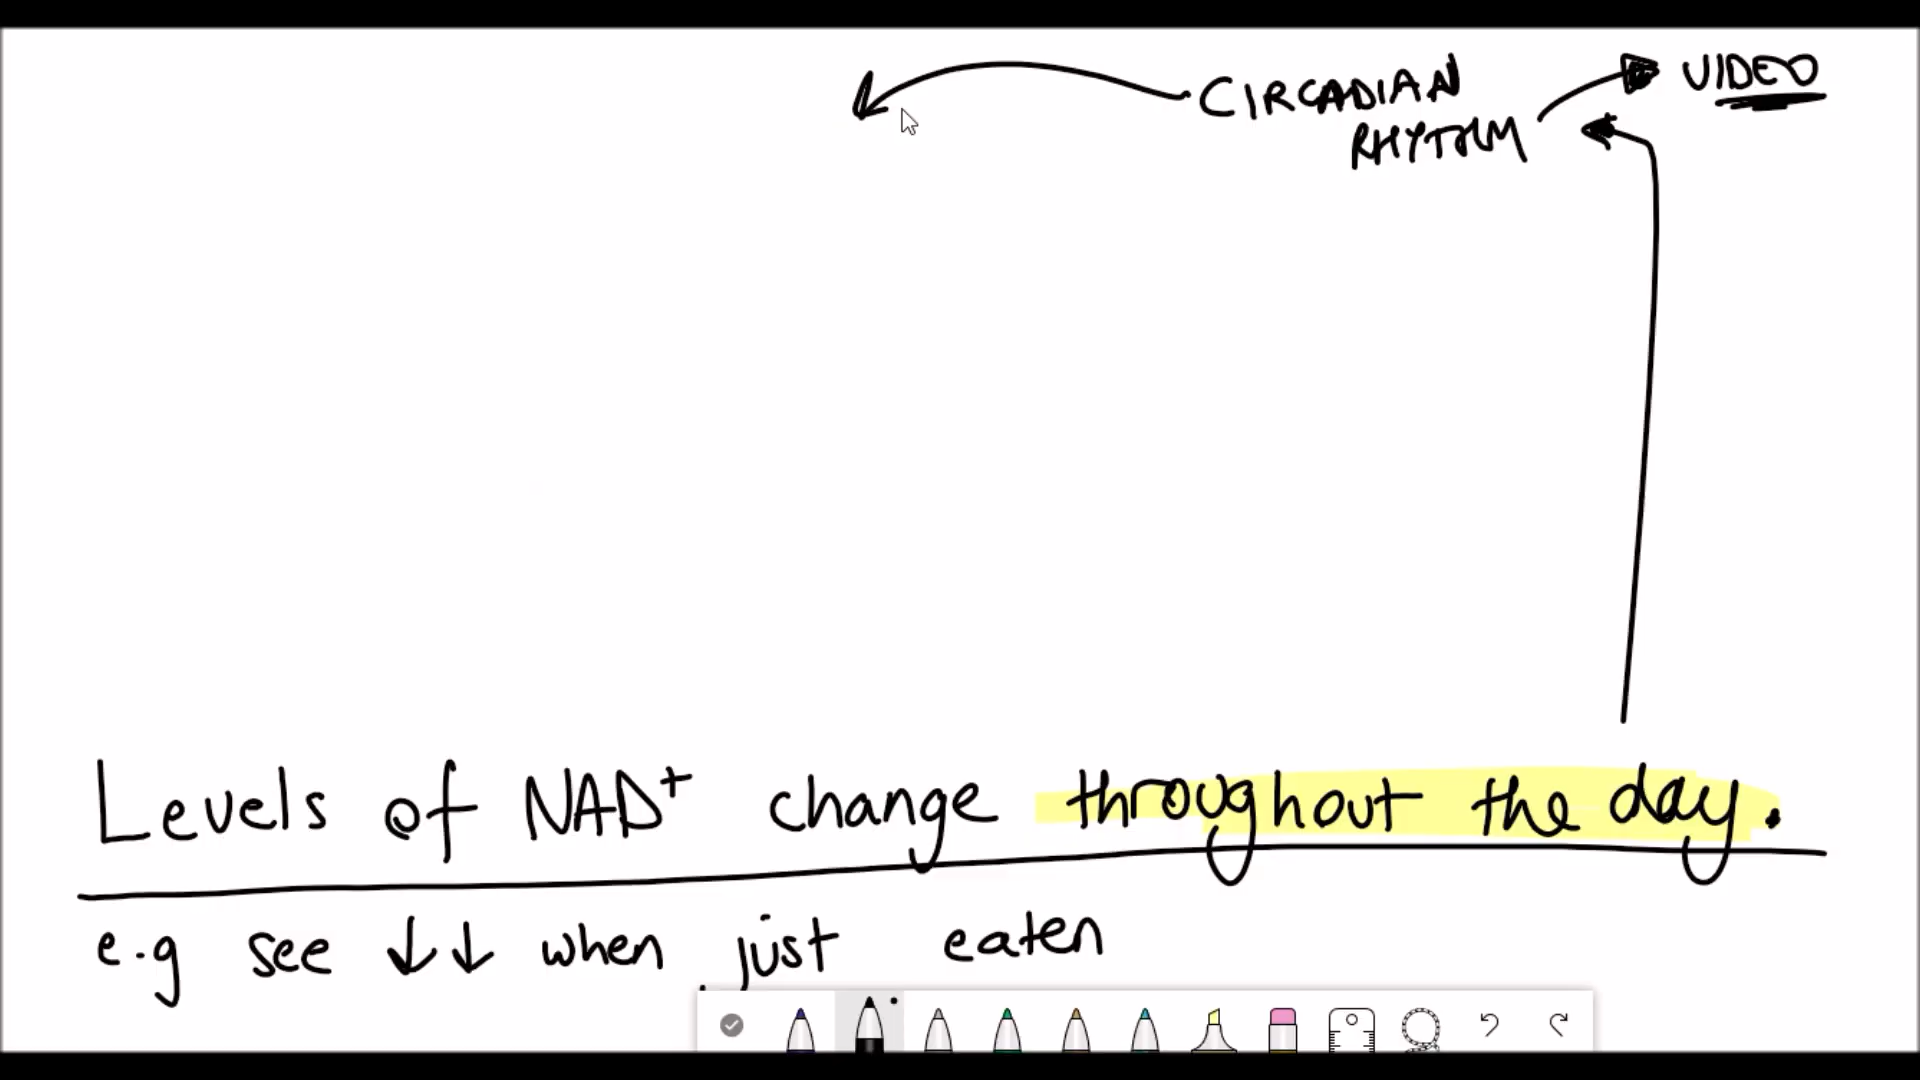 CIRCADIAN
RHYTHM
VIDEO
Levels of NAD+ change throughout the day.
e.g see ↓↓ when just eaten